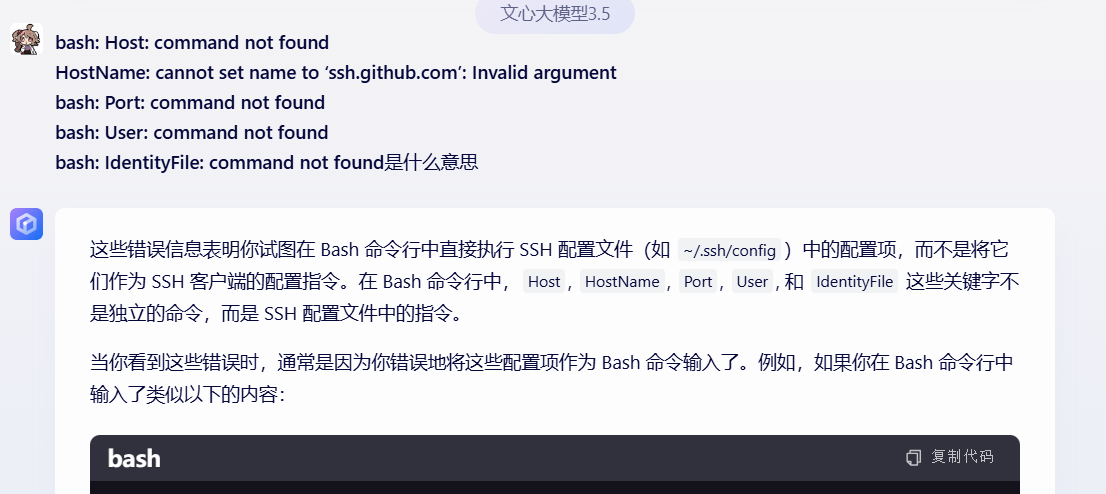 文心大模型3.5
bash: Host: command not found
HostName: cannot set name to ‘ssh.github.com’: Invalid argument
bash: Port: command not found
bash: User: command not found
bash: IdentityFile: command not found是什么意思
这些错误信息表明你试图在 Bash 命令行中直接执行 SSH 配置文件（如 ~/.ssh/config ）中的配置项，而不是将它
们作为 SSH 客户端的配置指令。在 Bash 命令行中， Host , HostName , Port , User , 和 IdentityFile 这些关键字不
是独立的命令，而是 SSH 配置文件中的指令。
当你看到这些错误时，通常是因为你错误地将这些配置项作为 Bash 命令输入了。例如，如果你在 Bash 命令行中
输入了类似以下的内容：
bash 复制代码